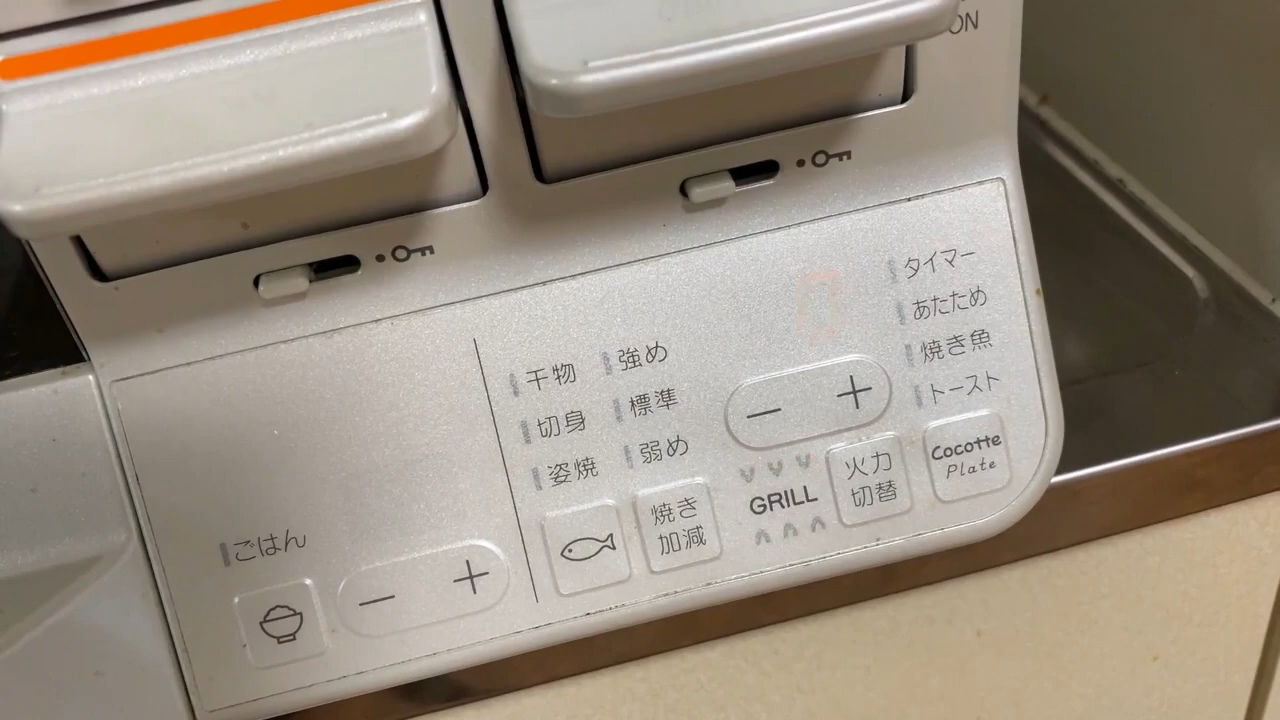 ON
タイマー
あたため
焼き魚
トースト
干物
強め
切身
標準
姿焼
弱め
－ ＋
Cocotte
Plate
火力
切替
GRILL
焼き
加減
ごはん
－ ＋